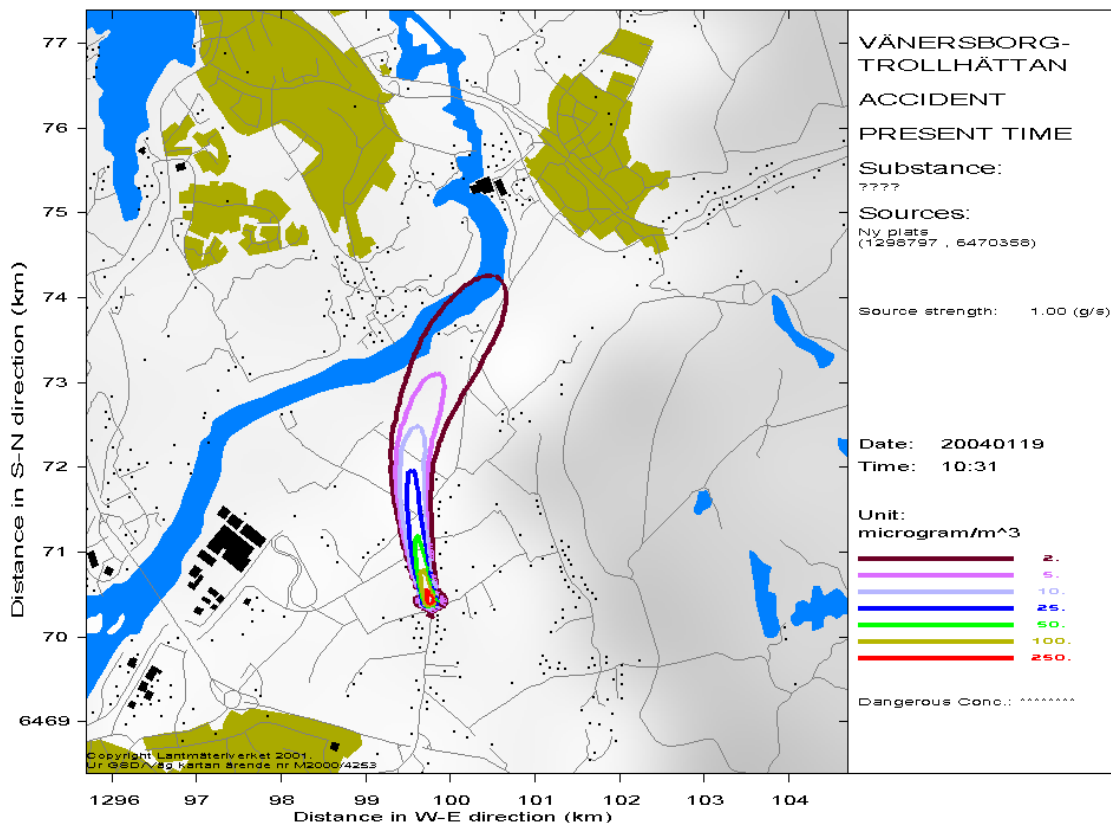 77
76
75
74
73
72
71
70
6469
Distance in S-N direction (km)
1296 97 98 99 100 101 102 103 104
Distance in W-E direction (km)
Copyright Lantmäteriverket 2001.
Ur GSD/Väg kartan ärende nr M2000/4253
VÄNERSBORG-
TROLLHÄTTAN
ACCIDENT
PRESENT TIME
Substance:
????
Sources:
Ny plats
(1298797 , 6470358)
Source strength: 1.00 (g/s)
Date: 20040119
Time: 10:31
Unit:
microgram/m^3
2.
5.
10.
25.
50.
100.
250.
Dangerous Conc.: ^^^^^^^^